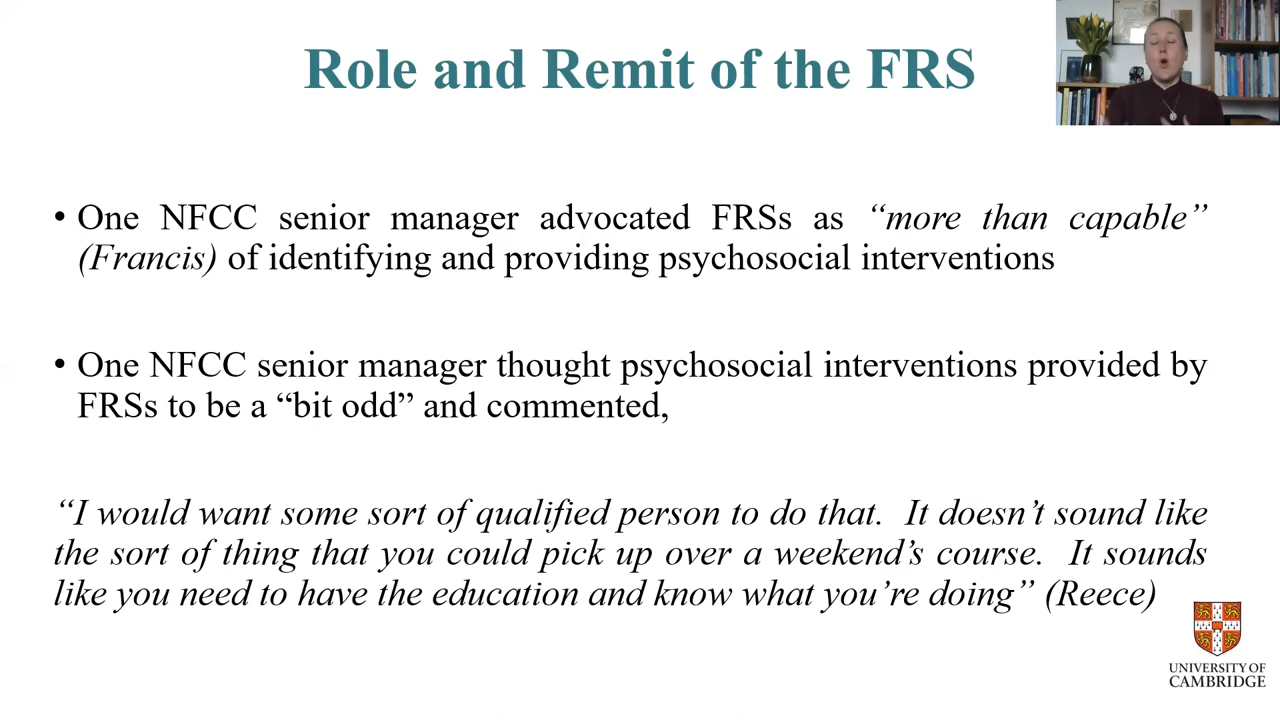 Role and Remit of the FRS
• One NFCC senior manager advocated FRSs as “more than capable”
(Francis) of identifying and providing psychosocial interventions
• One NFCC senior manager thought psychosocial interventions provided by
FRSs to be a “bit odd” and commented,
“I would want some sort of qualified person to do that.  It doesn’t sound like
the sort of thing that you could pick up over a weekend’s course.  It sounds
like you need to have the education and know what you’re doing” (Reece)
UNIVERSITY OF
CAMBRIDGE